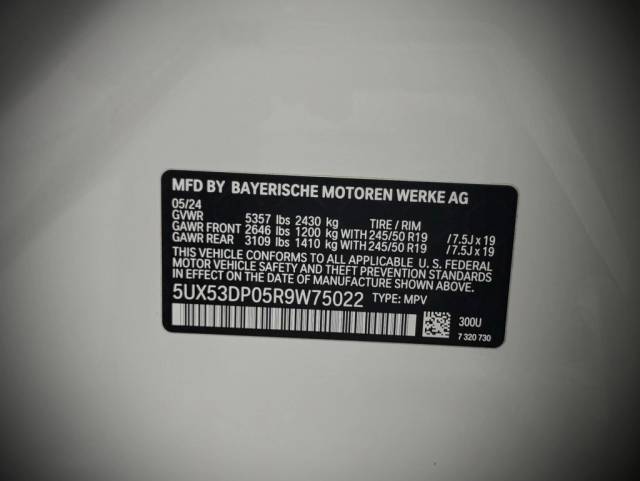 MFD BY BAYERISCHE MOTOREN WERKE AG
05/24
GVWR 5357 lbs 2430 kg TIRE / RIM
GAWR FRONT 2646 lbs 1200 kg WITH 245/50 R19 /7.5J x 19
GAWR REAR 3109 lbs 1410 kg WITH 245/50 R19 /7.5J x 19
THIS VEHICLE CONFORMS TO ALL APPLICABLE U.S. FEDERAL
MOTOR VEHICLE SAFETY, BUMPER, AND THEFT PREVENTION STANDARDS
IN EFFECT ON THE DATE OF MANUFACTURE SHOWN ABOVE.
5UX53DP05R9W75022 TYPE: MPV
300U
7 320 730